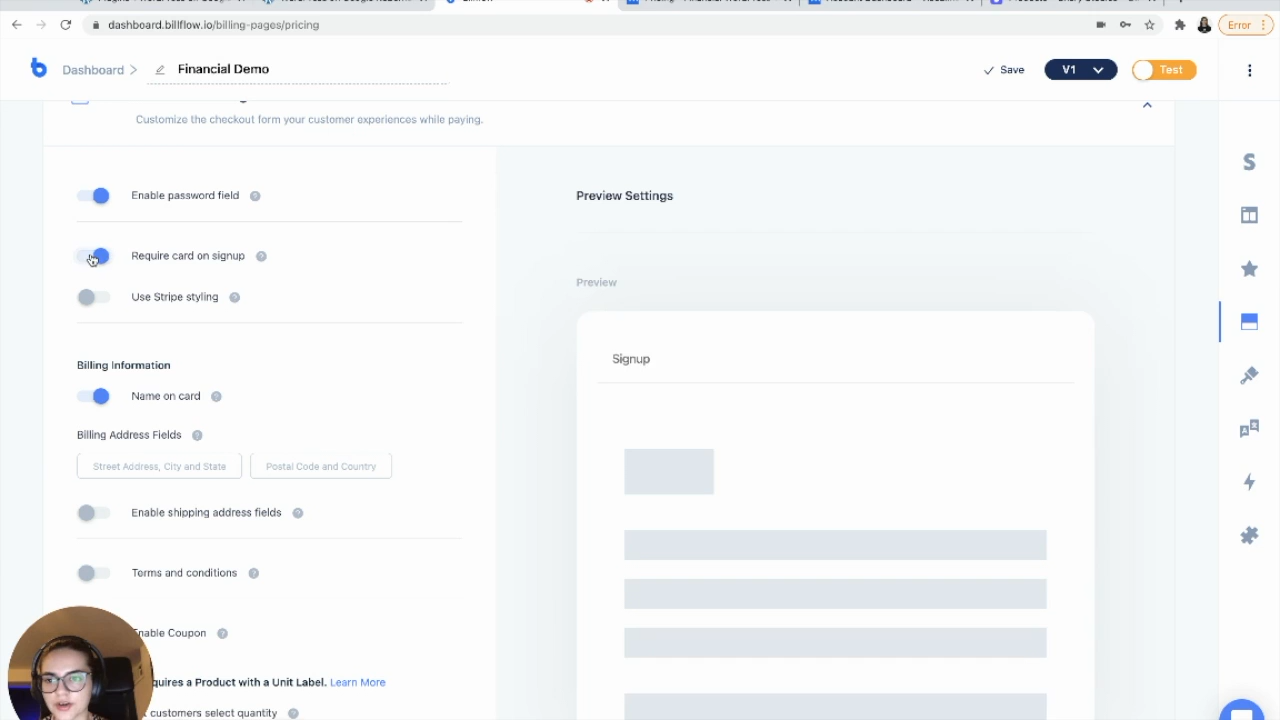 dashboard.billflow.io/billing-pages/pricing
Error
Dashboard > Financial Demo
Save
V1
Test
Customize the checkout form your customer experiences while paying.
Enable password field
Preview Settings
Require card on signup
Preview
Use Stripe styling
Signup
Billing Information
Name on card
Billing Address Fields
Street Address, City and State
Postal Code and Country
Enable shipping address fields
Terms and conditions
Enable Coupon
quires a Product with a Unit Label. Learn More
customers select quantity